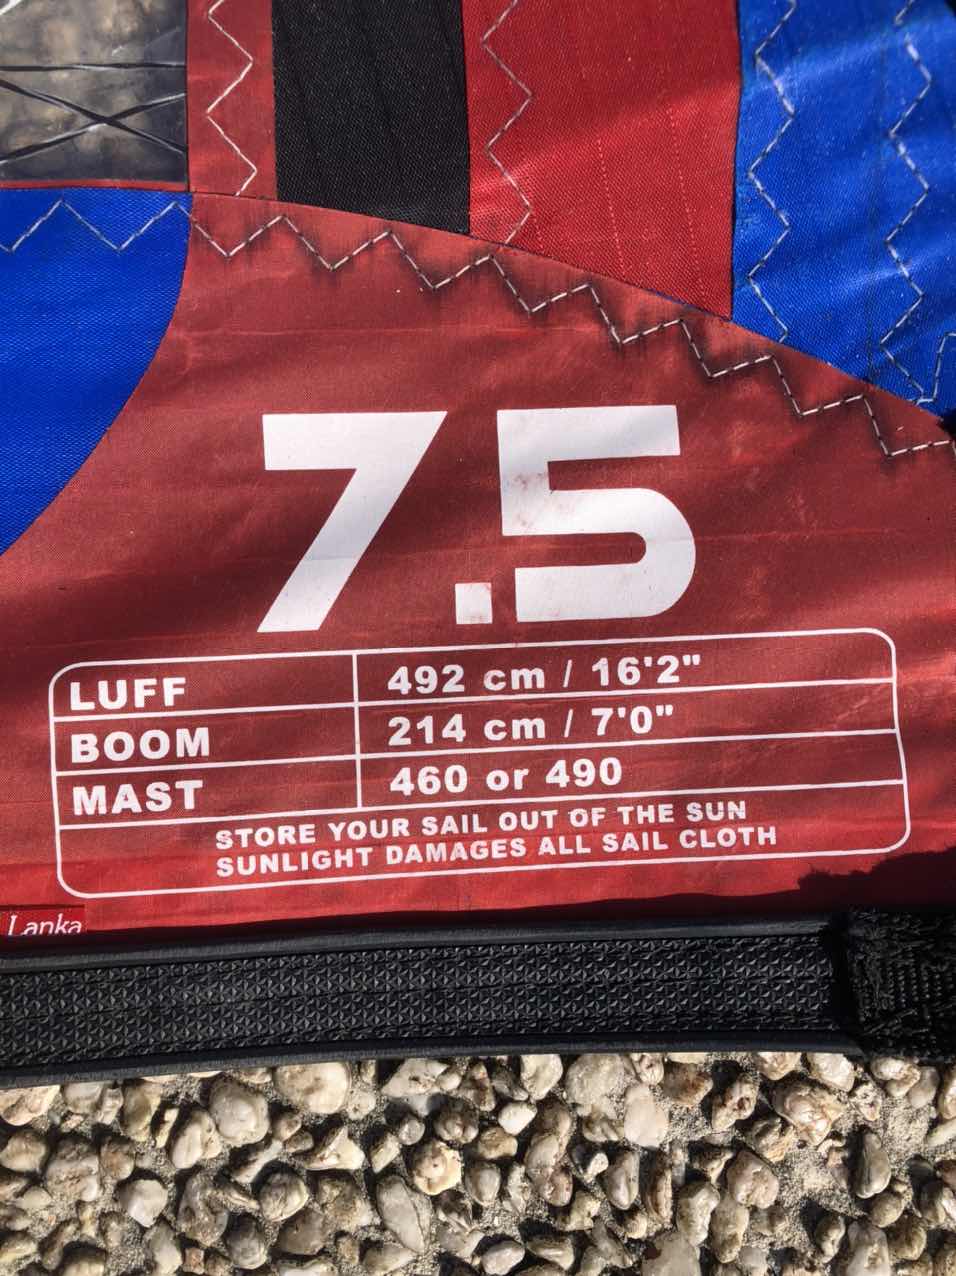 7.5
LUFF 492 cm / 16'2"
BOOM 214 cm / 7'0"
MAST 460 or 490
STORE YOUR SAIL OUT OF THE SUN
SUNLIGHT DAMAGES ALL SAIL CLOTH
Lanka